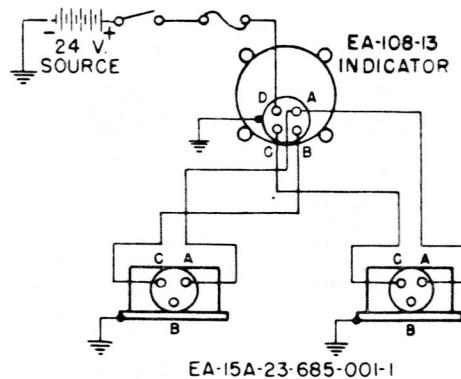 - +
24 V.
SOURCE
EA-108-13
INDICATOR
D A
C B
C A
B
C A
B
EA-15A-23-685-001-1